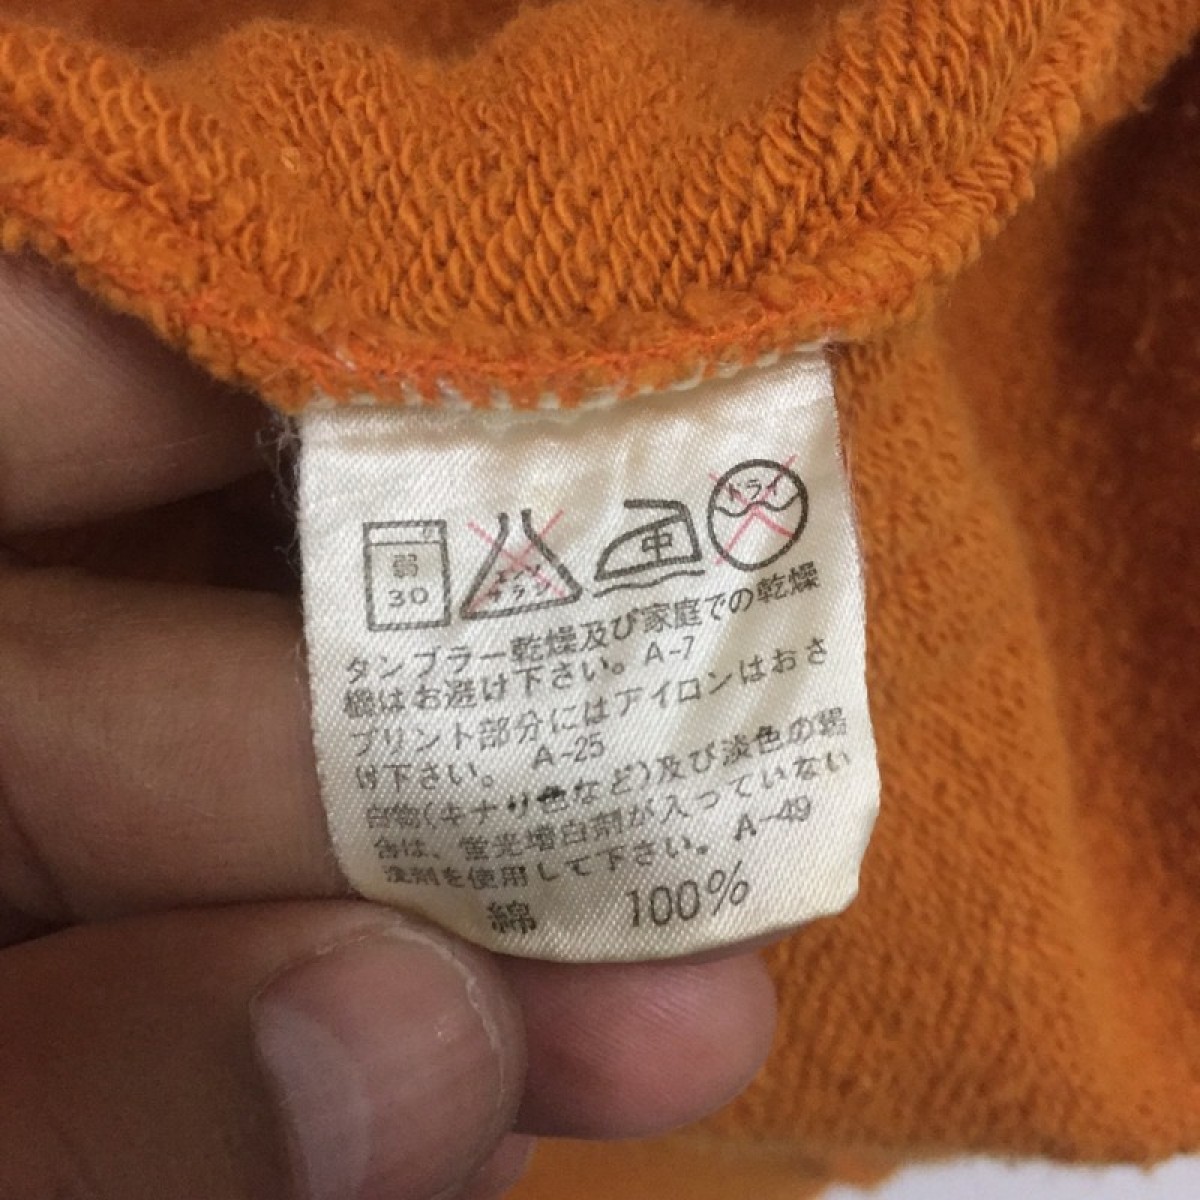 弱
30
エンソ
サラシ
中
ドライ
タンブラー乾燥及び家庭での乾燥
機はお避け下さい。A-7
プリント部分にはアイロンはおさ
け下さい。 A-25
白物(キナリ色など)及び淡色の場
合は、蛍光増白剤が入っていない
洗剤を使用して下さい。 A-49
綿 100%